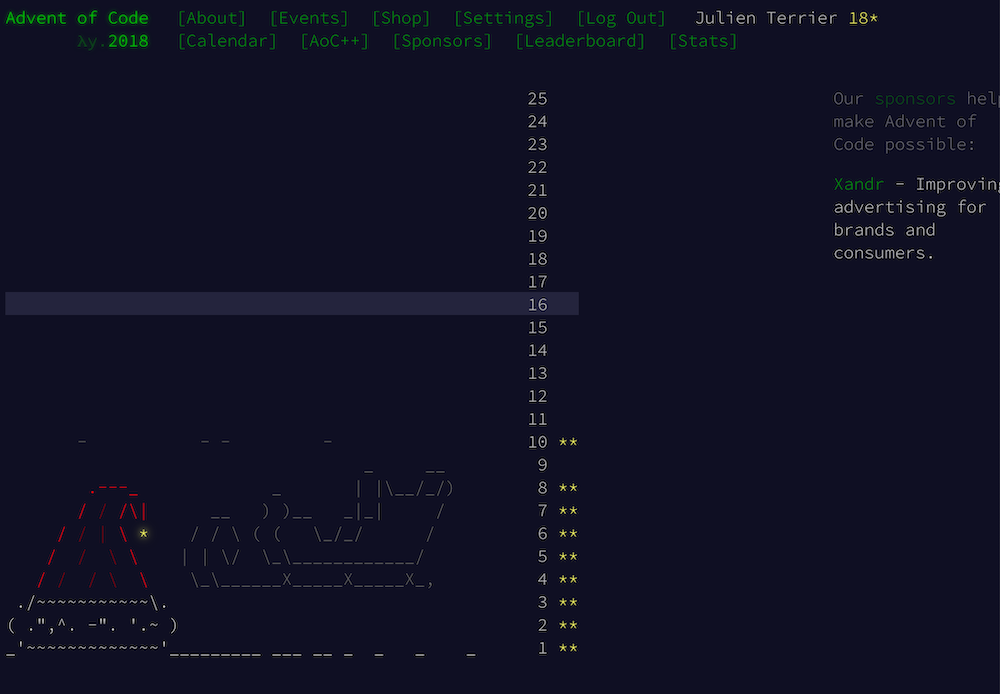 Advent of Code [About] [Events] [Shop] [Settings] [Log Out] Julien Terrier 18*
λy.2018 [Calendar] [AoC++] [Sponsors] [Leaderboard] [Stats]
25
24
23
22
21
20
19
18
17
16
15
14
13
12
11
10 **
9
8 **
7 **
6 **
5 **
4 **
3 **
2 **
1 **
Our sponsors help
make Advent of
Code possible:
Xandr - Improving
advertising for
brands and
consumers.